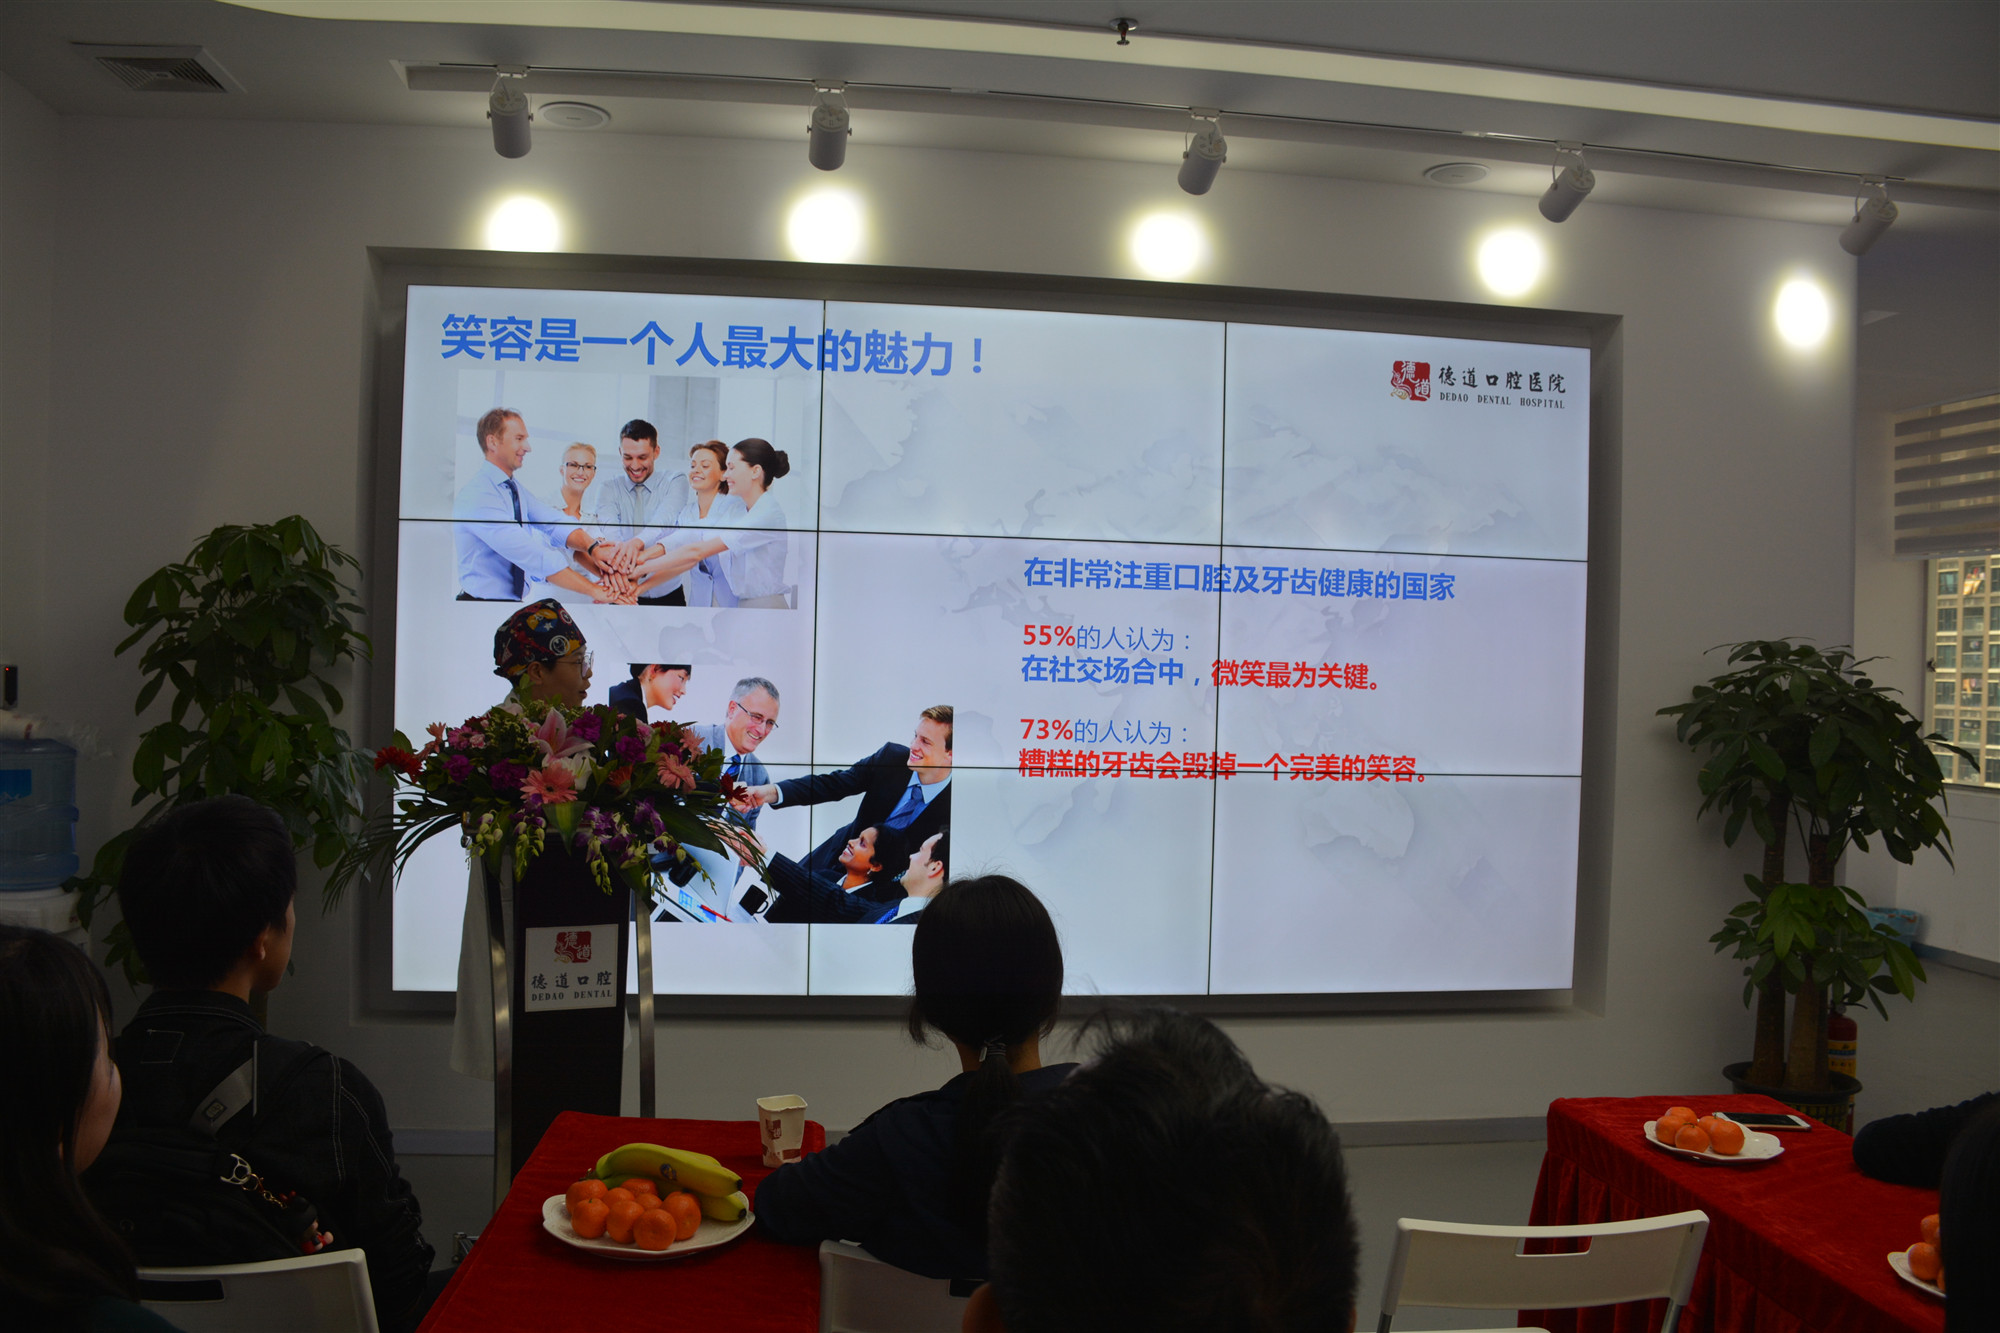 笑容是一个人最大的魅力！
德道
德道口腔医院
DEDAO DENTAL HOSPITAL
在非常注重口腔及牙齿健康的国家
55%的人认为：
在社交场合中，微笑最为关键。
73%的人认为：
糟糕的牙齿会毁掉一个完美的笑容。
德道
德道口腔
DEDAO DENTAL